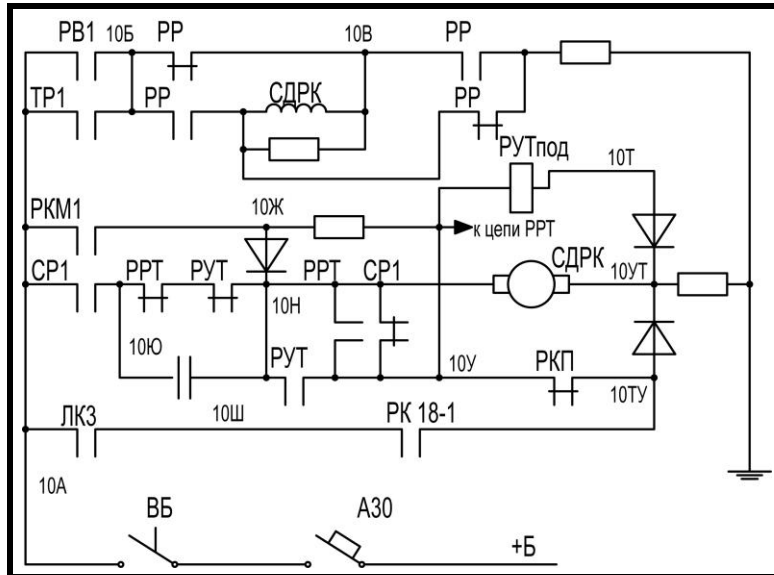 РВ1 10Б РР 10В РР
ТР1 РР СДРК РР
РУТпод 10Т
РКМ1 10Ж к цепи РРТ
СР1 РРТ РУТ 10Н РРТ СР1 СДРК 10УТ
10Ю РУТ 10У РКП 10ТУ
ЛК3 10Ш РК 18-1
10А ВБ А30 +Б